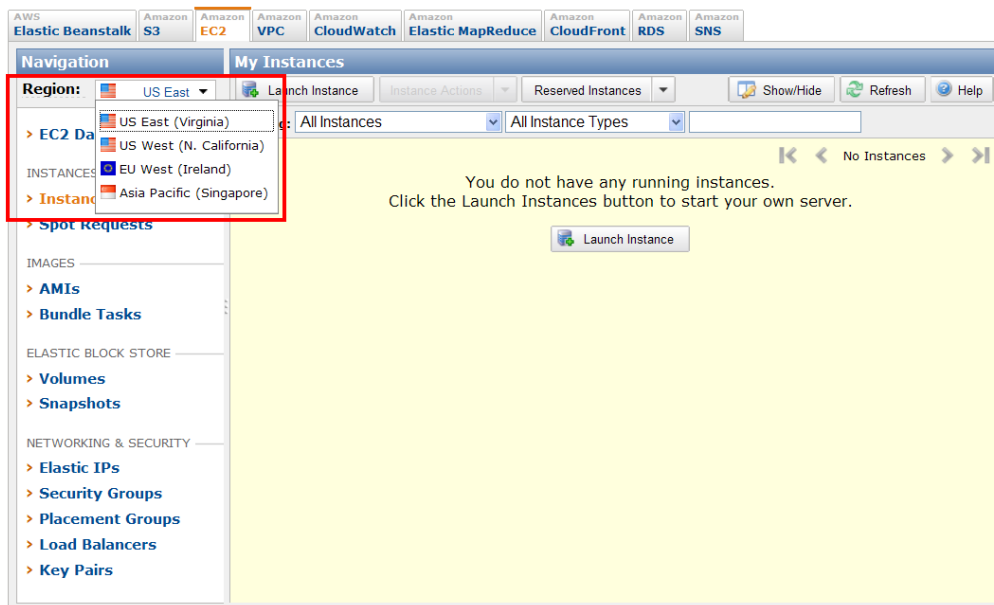 AWS Amazon Amazon Amazon Amazon Amazon Amazon Amazon Amazon
Elastic Beanstalk S3 EC2 VPC CloudWatch Elastic MapReduce CloudFront RDS SNS
Navigation
Region: US East
US East (Virginia)
US West (N. California)
EU West (Ireland)
Asia Pacific (Singapore)
EC2 Da
INSTANCES
Instanc
Spot Requests
IMAGES
AMIs
Bundle Tasks
ELASTIC BLOCK STORE
Volumes
Snapshots
NETWORKING & SECURITY
Elastic IPs
Security Groups
Placement Groups
Load Balancers
Key Pairs
My Instances
Launch Instance Instance Actions Reserved Instances Show/Hide Refresh Help
g: All Instances All Instance Types
No Instances
You do not have any running instances.
Click the Launch Instances button to start your own server.
Launch Instance